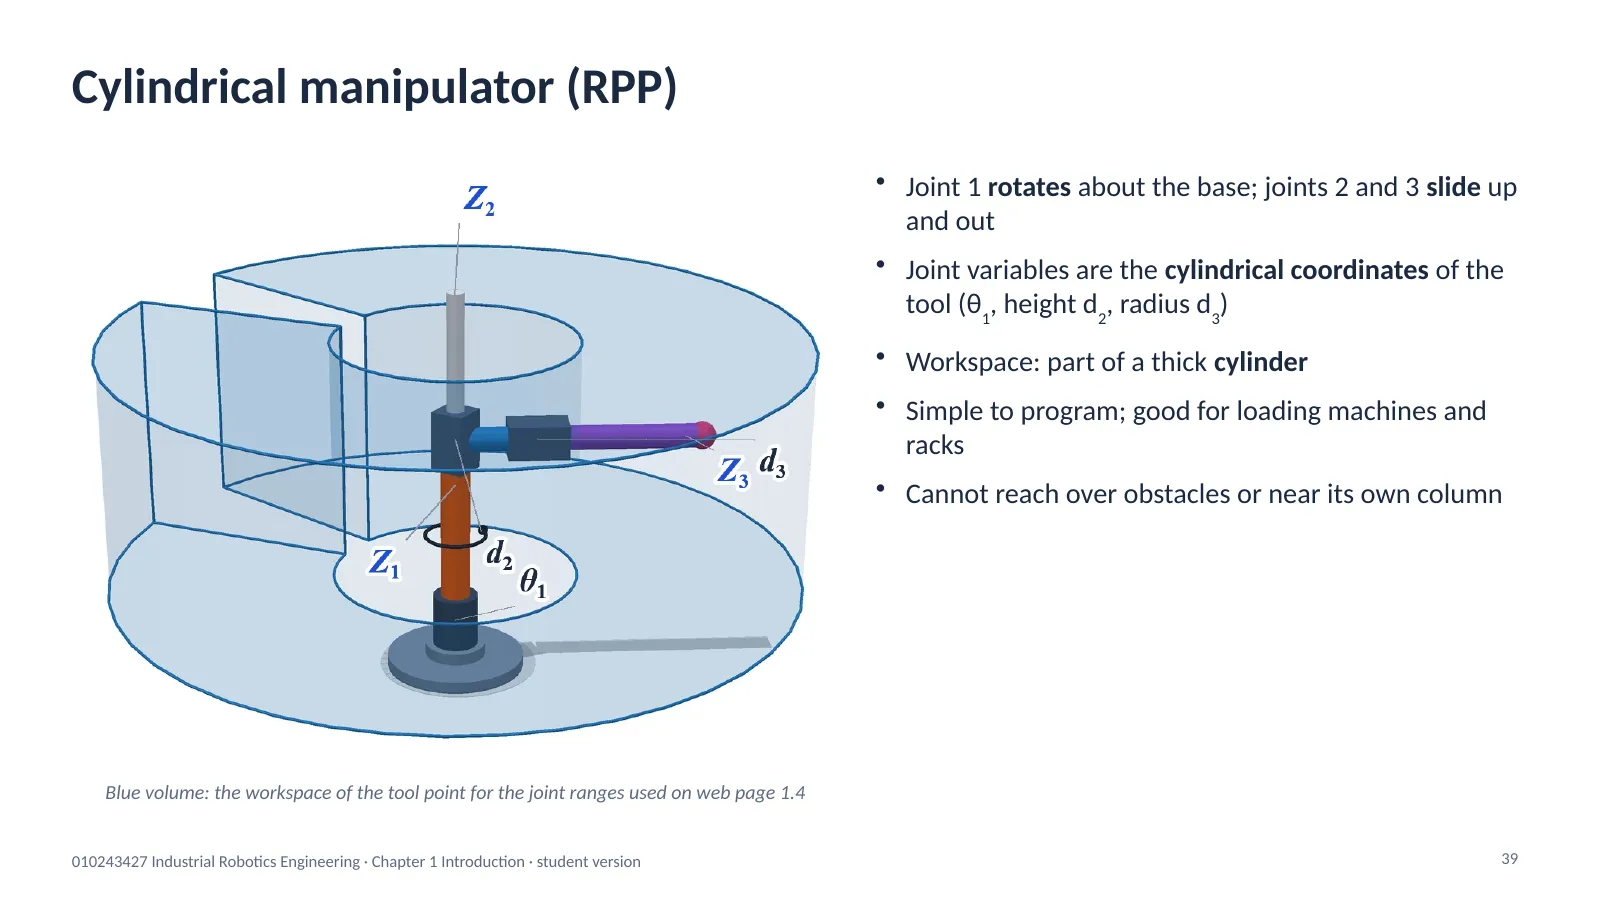 Cylindrical manipulator (RPP)
Z₂
Z₃ d₃
Z₁
d₂
θ₁
Blue volume: the workspace of the tool point for the joint ranges used on web page 1.4
• Joint 1 rotates about the base; joints 2 and 3 slide up
and out
• Joint variables are the cylindrical coordinates of the
tool (θ₁, height d₂, radius d₃)
• Workspace: part of a thick cylinder
• Simple to program; good for loading machines and
racks
• Cannot reach over obstacles or near its own column
010243427 Industrial Robotics Engineering · Chapter 1 Introduction · student version
39